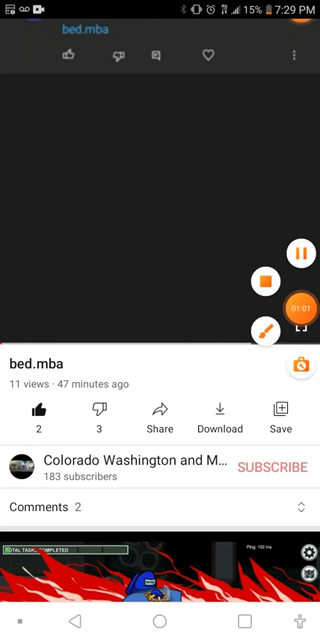 15% 7:29 PM
bed.mba
01:01
bed.mba
11 views · 47 minutes ago
2 3 Share Download Save
Colorado Washington and M... SUBSCRIBE
183 subscribers
Comments 2
TOTAL TASKS COMPLETED
Ping: 102 ms